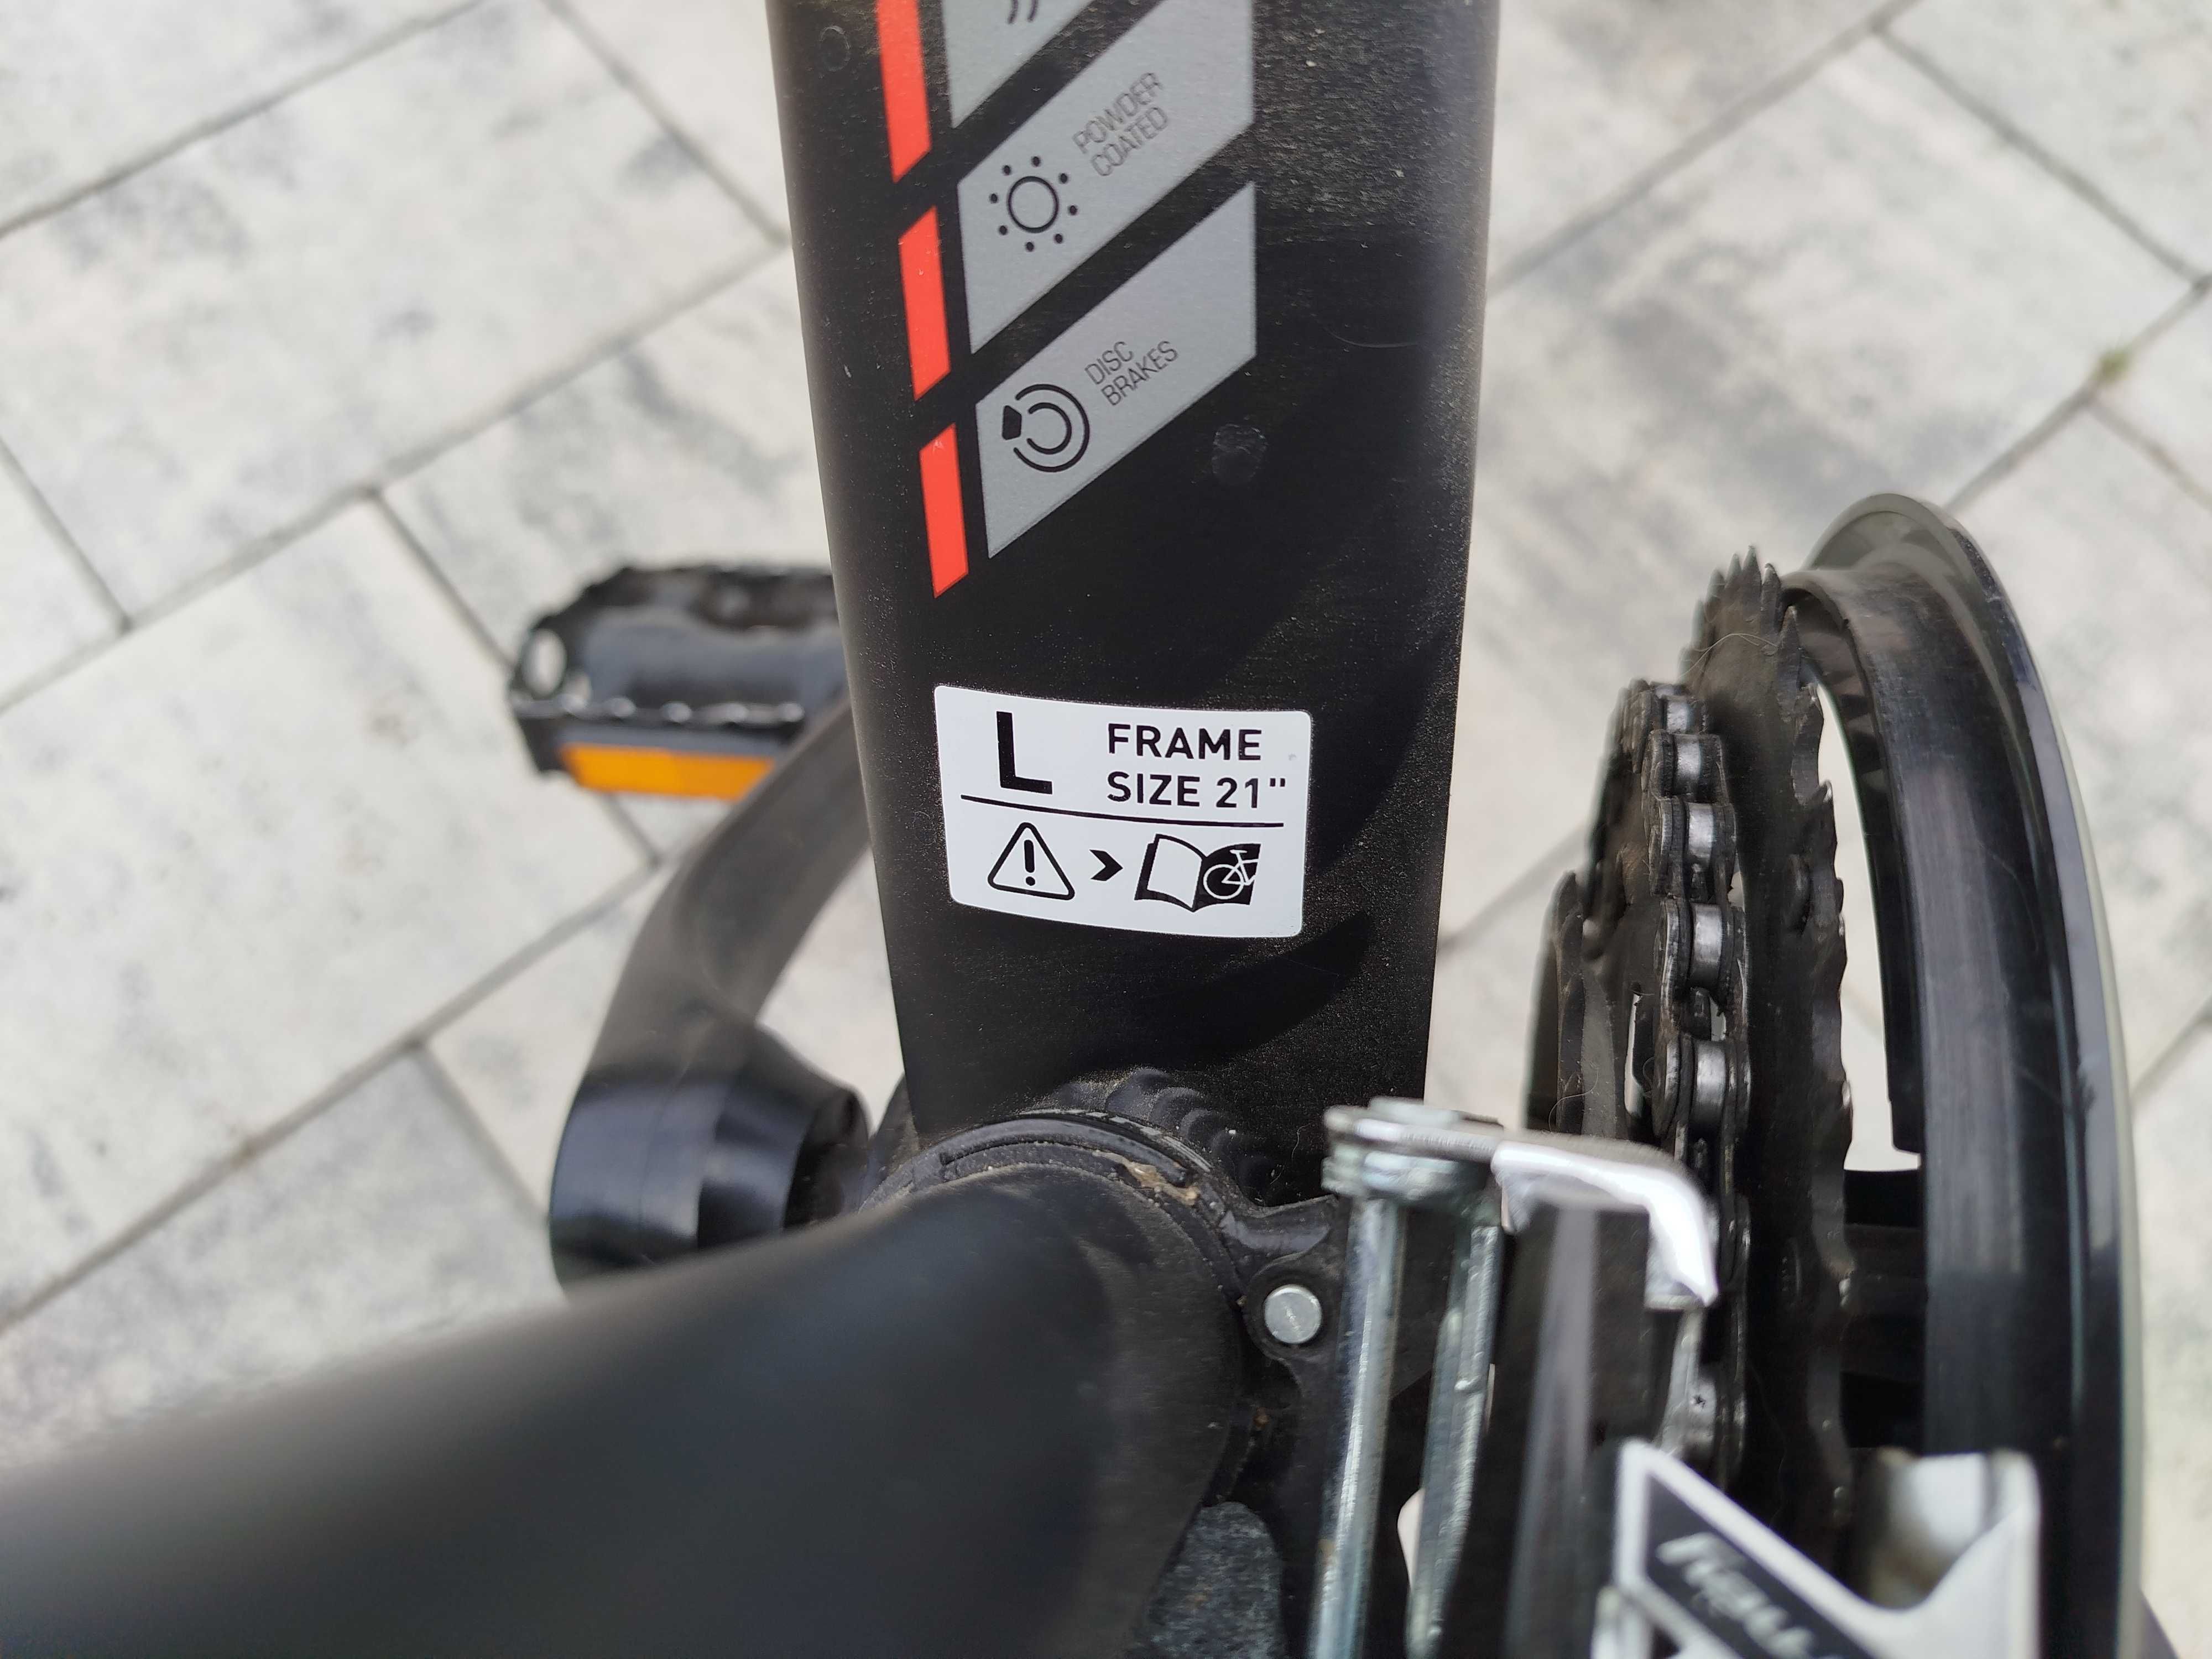 POWDER
COATED
DISC
BRAKES
L
FRAME
SIZE 21"